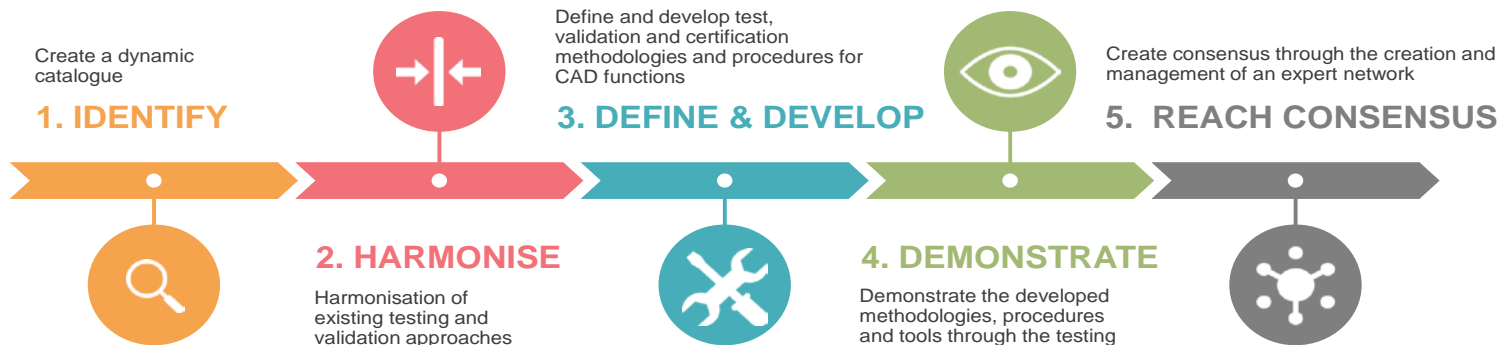 Create a dynamic
catalogue
1. IDENTIFY
2. HARMONISE
Harmonisation of
existing testing and
validation approaches
Define and develop test,
validation and certification
methodologies and procedures for
CAD functions
3. DEFINE & DEVELOP
4. DEMONSTRATE
Demonstrate the developed
methodologies, procedures
and tools through the testing
Create consensus through the creation and
management of an expert network
5. REACH CONSENSUS